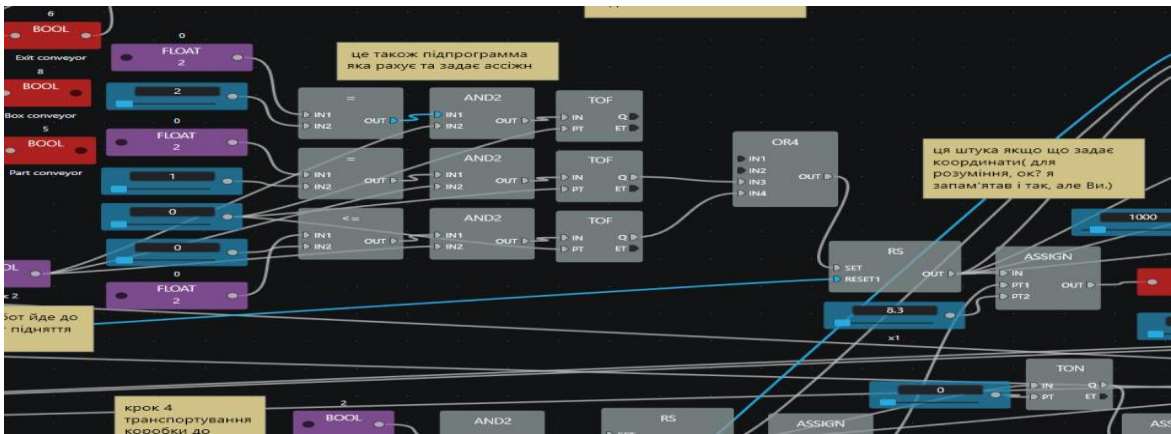 6
BOOL
Exit conveyor
8
BOOL
Box conveyor
5
BOOL
Part conveyor
0
FLOAT
2
2
0
FLOAT
2
1
0
0
0
FLOAT
2
це також підпрограмма
яка рахує та задає ассіжн
=
IN1
IN2
OUT
AND2
IN1
IN2
OUT
TOF
IN
PT
Q
ET
=
IN1
IN2
OUT
AND2
IN1
IN2
OUT
TOF
IN
PT
Q
ET
<=
IN1
IN2
OUT
AND2
IN1
IN2
OUT
TOF
IN
PT
Q
ET
OR4
IN1
IN2
IN3
IN4
OUT
ця штука якщо що задає
координати( для
розуміння, ок? я
запам'ятав і так, але Ви.)
1000
RS
SET
RESET1
OUT
ASSIGN
IN
PT1
PT2
OUT
8.3
x1
йде до
підняття
0
TON
IN
PT
Q
ET
крок 4
транспортування
коробки до
2
BOOL
AND2
RS
ASSIGN